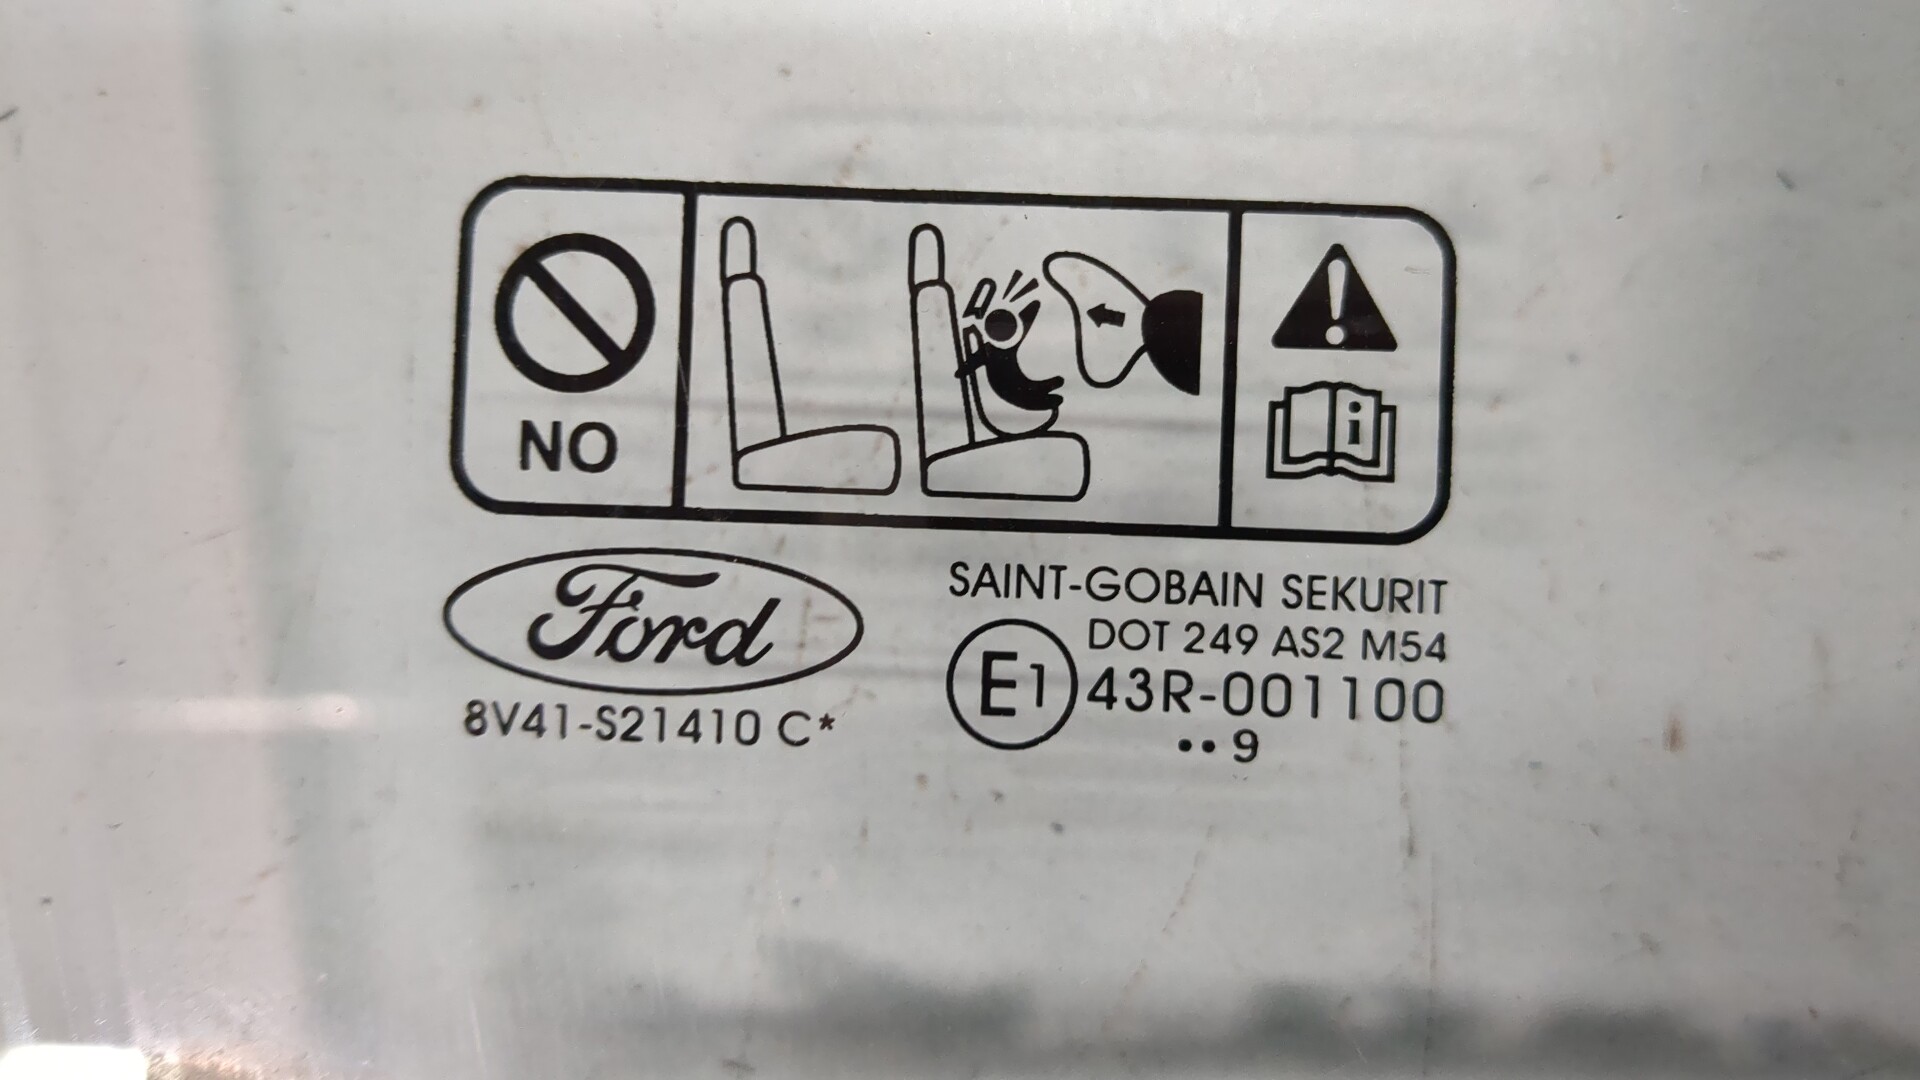 NO
i
Ford
8V41-S21410 C*
SAINT-GOBAIN SEKURIT
DOT 249 AS2 M54
E1 43R-001100
•• 9